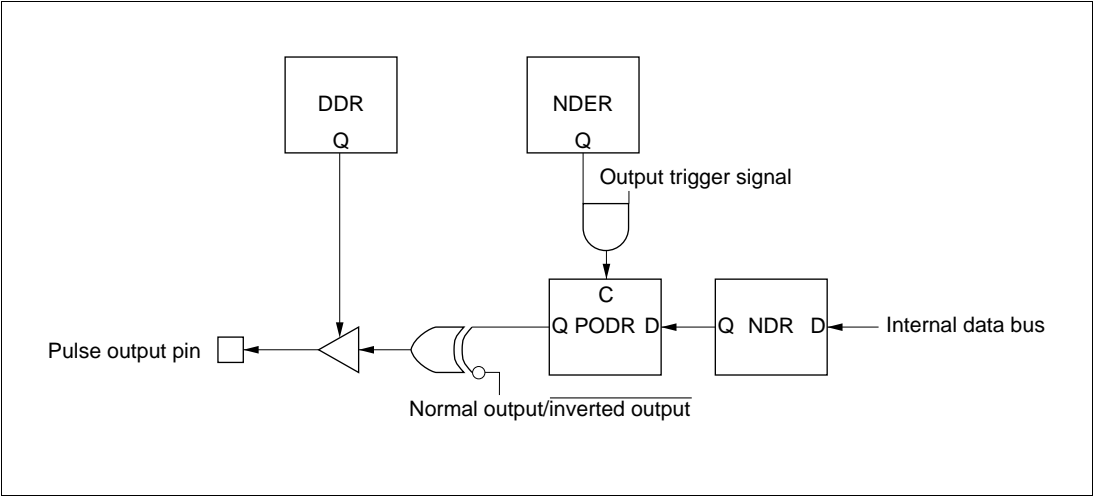 DDR
Q
NDER
Q
Output trigger signal
C
Q PODR D
Q NDR D
Internal data bus
Pulse output pin
Normal output/inverted output